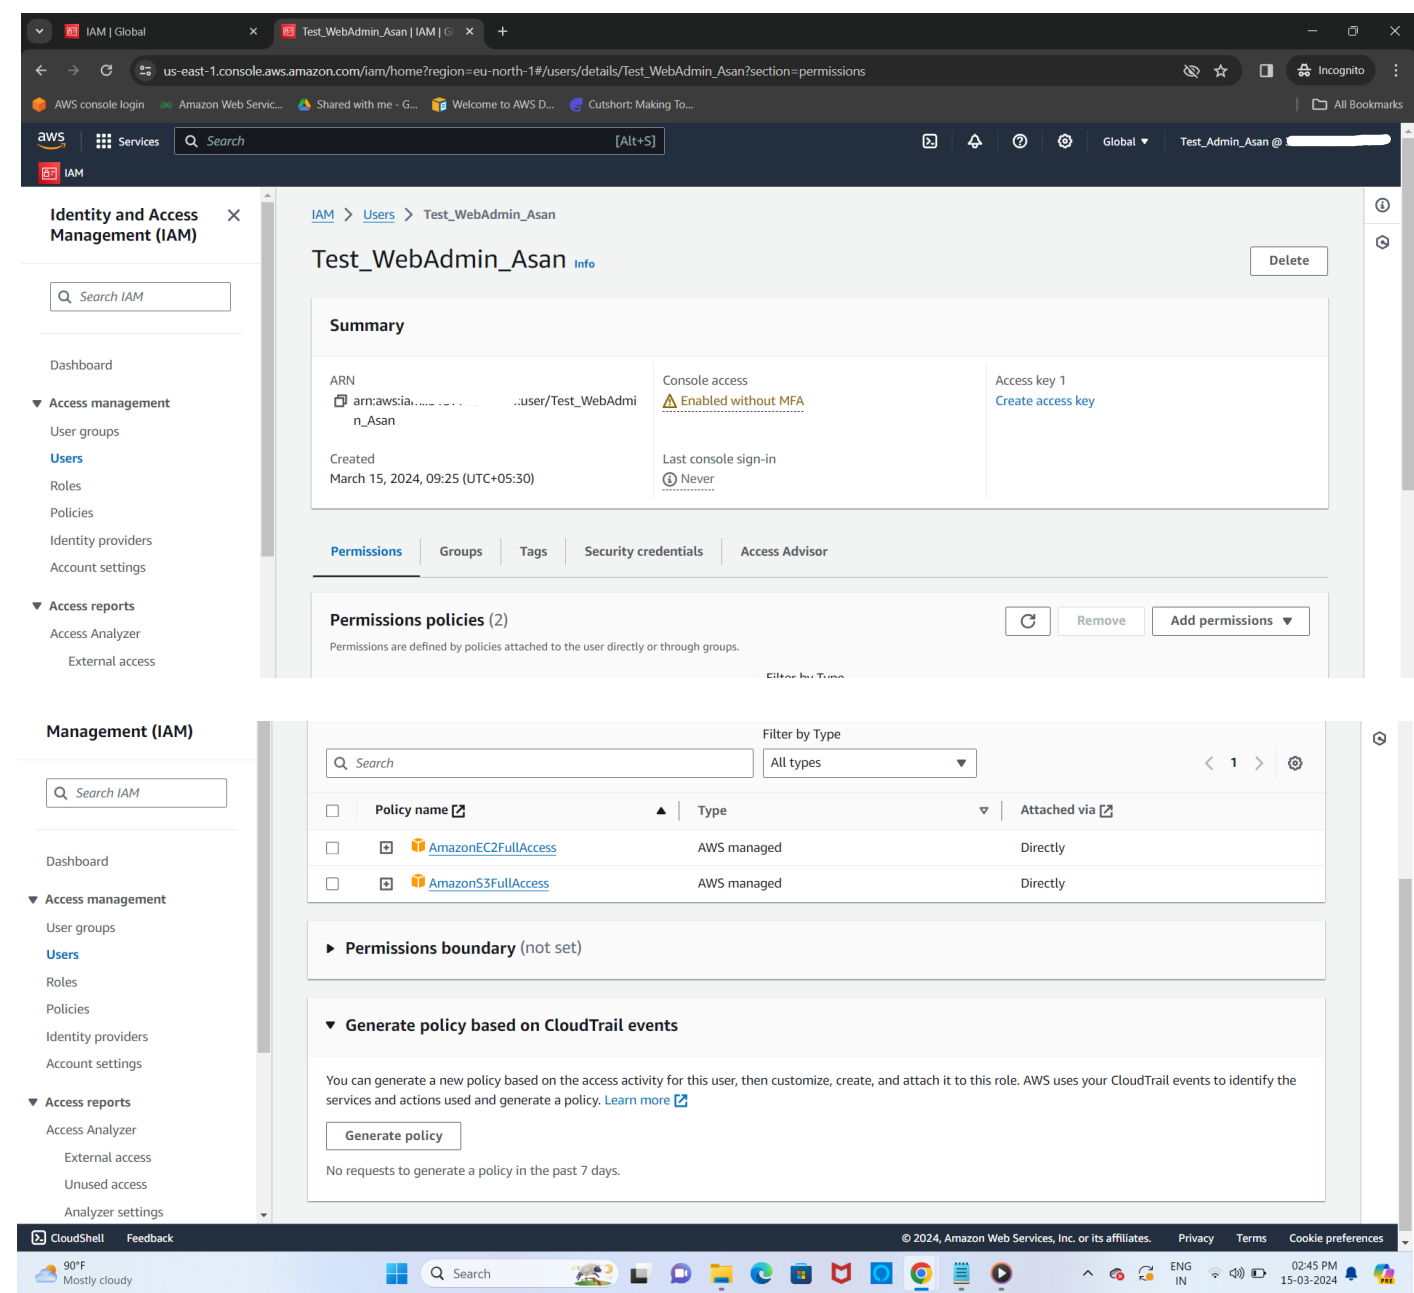 IAM | Global
Test_WebAdmin_Asan | IAM | G
us-east-1.console.aws.amazon.com/iam/home?region=eu-north-1#/users/details/Test_WebAdmin_Asan?section=permissions
Incognito
AWS console login
Amazon Web Servic...
Shared with me - G...
Welcome to AWS D...
Cutshort: Making To...
All Bookmarks
aws
Services
Search
[Alt+S]
Global
Test_Admin_Asan @
IAM
Identity and Access
Management (IAM)
Search IAM
Dashboard
Access management
User groups
Users
Roles
Policies
Identity providers
Account settings
Access reports
Access Analyzer
External access
IAM > Users > Test_WebAdmin_Asan
Test_WebAdmin_Asan Info
Delete
Summary
ARN
arn:aws:iam :user/Test_WebAdmi
n_Asan
Console access
Enabled without MFA
Access key 1
Create access key
Created
March 15, 2024, 09:25 (UTC+05:30)
Last console sign-in
Never
Permissions
Groups
Tags
Security credentials
Access Advisor
Permissions policies (2)
Remove
Add permissions
Permissions are defined by policies attached to the user directly or through groups.
Filter by Type
Management (IAM)
Search IAM
Dashboard
Access management
User groups
Users
Roles
Policies
Identity providers
Account settings
Access reports
Access Analyzer
External access
Unused access
Analyzer settings
Filter by Type
Search
All types
1
Policy name
Type
Attached via
AmazonEC2FullAccess
AWS managed
Directly
AmazonS3FullAccess
AWS managed
Directly
Permissions boundary (not set)
Generate policy based on CloudTrail events
You can generate a new policy based on the access activity for this user, then customize, create, and attach it to this role. AWS uses your CloudTrail events to identify the
services and actions used and generate a policy. Learn more
Generate policy
No requests to generate a policy in the past 7 days.
CloudShell
Feedback
© 2024, Amazon Web Services, Inc. or its affiliates.
Privacy
Terms
Cookie preferences
90°F
Mostly cloudy
Search
ENG
IN
02:45 PM
15-03-2024
PRE